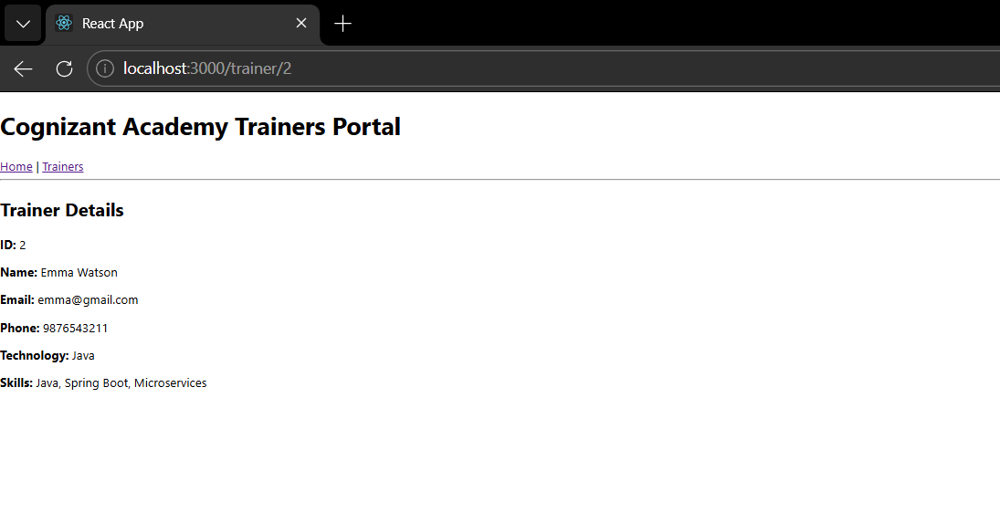 React App
localhost:3000/trainer/2
Cognizant Academy Trainers Portal
Home | Trainers
Trainer Details
ID: 2
Name: Emma Watson
Email: emma@gmail.com
Phone: 9876543211
Technology: Java
Skills: Java, Spring Boot, Microservices